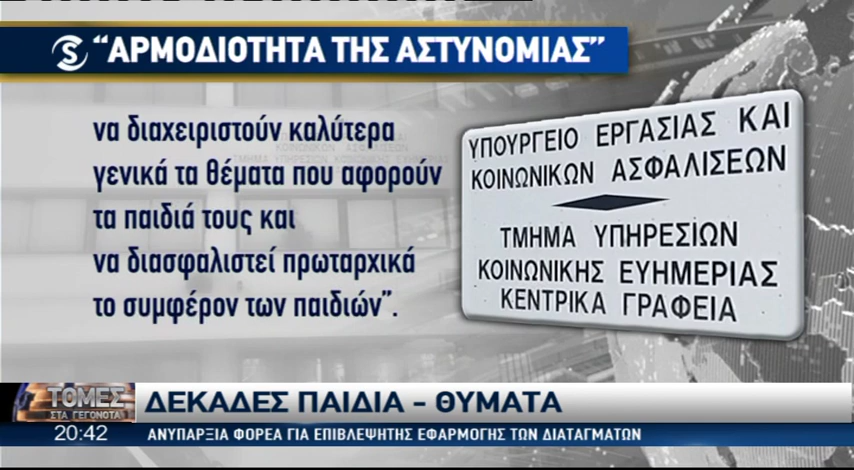 “ΑΡΜΟΔΙΟΤΗΤΑ ΤΗΣ ΑΣΤΥΝΟΜΙΑΣ”
να διαχειριστούν καλύτερα
γενικά τα θέματα που αφορούν
τα παιδιά τους και
να διασφαλιστεί πρωταρχικά
το συμφέρον των παιδιών”.
ΥΠΟΥΡΓΕΙΟ ΕΡΓΑΣΙΑΣ ΚΑΙ
ΚΟΙΝΩΝΙΚΩΝ ΑΣΦΑΛΙΣΕΩΝ
ΤΜΗΜΑ ΥΠΗΡΕΣΙΩΝ
ΚΟΙΝΩΝΙΚΗΣ ΕΥΗΜΕΡΙΑΣ
ΚΕΝΤΡΙΚΑ ΓΡΑΦΕΙΑ
ΤΟΜΕΣ
ΣΤΑ ΓΕΓΟΝΟΤΑ
ΔΕΚΑΔΕΣ ΠΑΙΔΙΑ - ΘΥΜΑΤΑ
20:42
ΑΝΥΠΑΡΞΙΑ ΦΟΡΕΑ ΓΙΑ ΕΠΙΒΛΕΨΗΤΗΣ ΕΦΑΡΜΟΓΗΣ ΤΩΝ ΔΙΑΤΑΓΜΑΤΩΝ